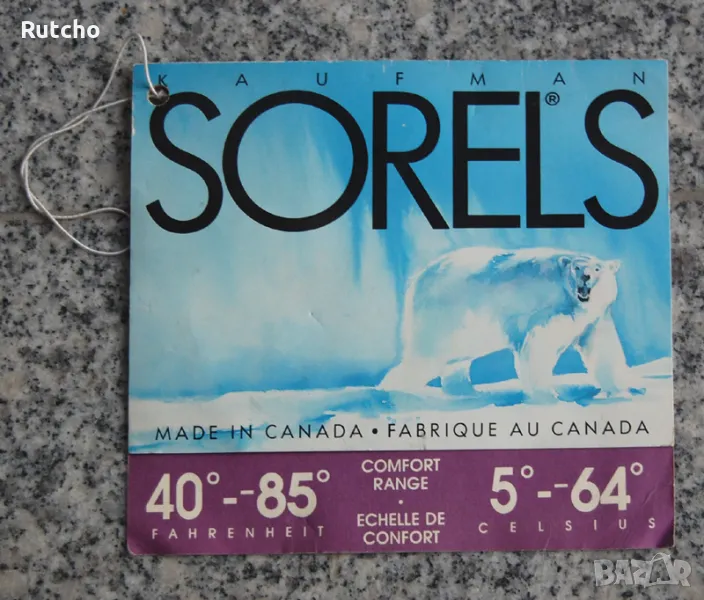 Rutcho
KAUFMAN
SORELS®
MADE IN CANADA • FABRIQUE AU CANADA
40°--85°
FAHRENHEIT
COMFORT
RANGE
•
ECHELLE DE
CONFORT
5°--64°
CELSIUS
BAZAR